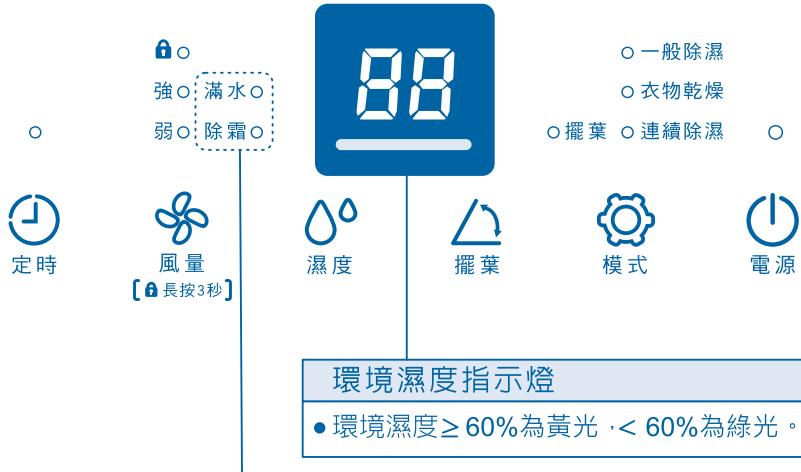 88
一般除濕
強 滿水
衣物乾燥
弱 除霜
擺葉 連續除濕
定時 風量 濕度 擺葉 模式 電源
【長按3秒】
環境濕度指示燈
●環境濕度≥60%為黃光，< 60%為綠光。